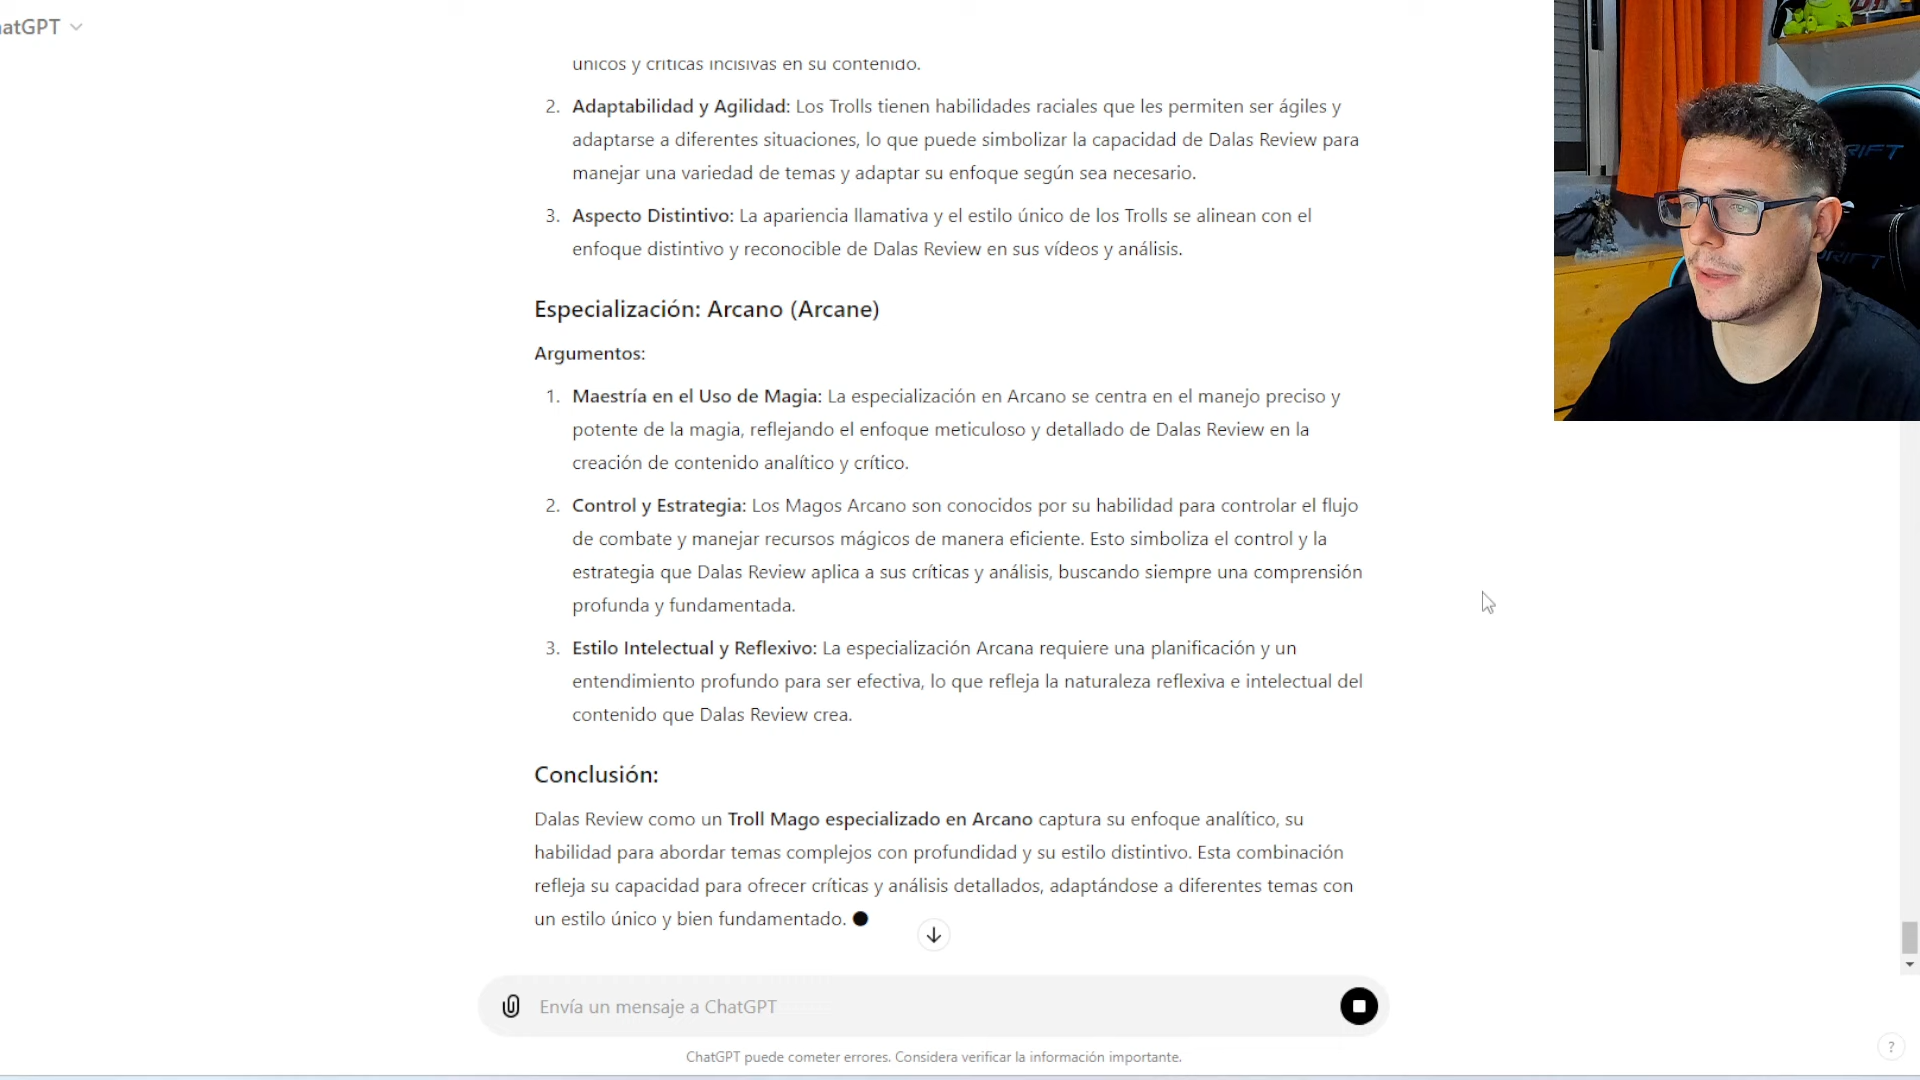 atGPT
únicos y críticas incisivas en su contenido.
2. Adaptabilidad y Agilidad: Los Trolls tienen habilidades raciales que les permiten ser ágiles y
adaptarse a diferentes situaciones, lo que puede simbolizar la capacidad de Dalas Review para
manejar una variedad de temas y adaptar su enfoque según sea necesario.
3. Aspecto Distintivo: La apariencia llamativa y el estilo único de los Trolls se alinean con el
enfoque distintivo y reconocible de Dalas Review en sus vídeos y análisis.
Especialización: Arcano (Arcane)
Argumentos:
1. Maestría en el Uso de Magia: La especialización en Arcano se centra en el manejo preciso y
potente de la magia, reflejando el enfoque meticuloso y detallado de Dalas Review en la
creación de contenido analítico y crítico.
2. Control y Estrategia: Los Magos Arcano son conocidos por su habilidad para controlar el flujo
de combate y manejar recursos mágicos de manera eficiente. Esto simboliza el control y la
estrategia que Dalas Review aplica a sus críticas y análisis, buscando siempre una comprensión
profunda y fundamentada.
3. Estilo Intelectual y Reflexivo: La especialización Arcana requiere una planificación y un
entendimiento profundo para ser efectiva, lo que refleja la naturaleza reflexiva e intelectual del
contenido que Dalas Review crea.
Conclusión:
Dalas Review como un Troll Mago especializado en Arcano captura su enfoque analítico, su
habilidad para abordar temas complejos con profundidad y su estilo distintivo. Esta combinación
refleja su capacidad para ofrecer críticas y análisis detallados, adaptándose a diferentes temas con
un estilo único y bien fundamentado.
Envía un mensaje a ChatGPT
ChatGPT puede cometer errores. Considera verificar la información importante.
?
DRIFT
DRIFT